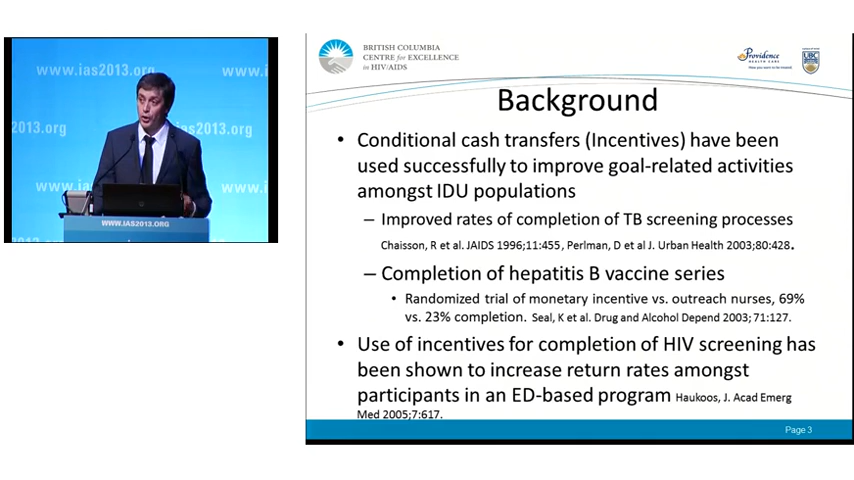 www.ias2013.org
www.i
2013.org
ias2013.org
www.ia
www.i
WWW.IAS2013.ORG
BRITISH COLUMBIA
CENTRE for EXCELLENCE
in HIV/AIDS
Providence
HEALTH CARE
UBC
Background
• Conditional cash transfers (Incentives) have been
used successfully to improve goal-related activities
amongst IDU populations
– Improved rates of completion of TB screening processes
Chaisson, R et al. JAIDS 1996;11:455, Perlman, D et al J. Urban Health 2003;80:428.
– Completion of hepatitis B vaccine series
• Randomized trial of monetary incentive vs. outreach nurses, 69%
vs. 23% completion. Seal, K et al. Drug and Alcohol Depend 2003; 71:127.
• Use of incentives for completion of HIV screening has
been shown to increase return rates amongst
participants in an ED-based program Haukoos, J. Acad Emerg
Med 2005;7:617.
Page 3